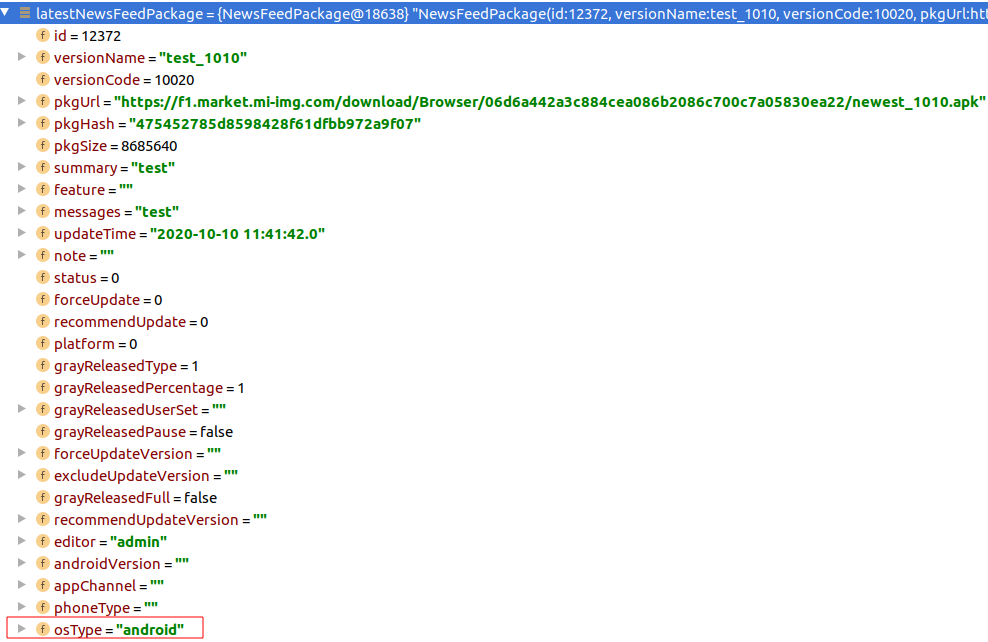 latestNewsFeedPackage = {NewsFeedPackage@18638} "NewsFeedPackage(id:12372, versionName:test_1010, versionCode:10020, pkgUrl:htt
f id = 12372
f versionName = "test_1010"
f versionCode = 10020
f pkgUrl = "https://f1.market.mi-img.com/download/Browser/06d6a442a3c884cea086b2086c700c7a05830ea22/newest_1010.apk"
f pkgHash = "475452785d8598428f61dfbb972a9f07"
f pkgSize = 8685640
f summary = "test"
f feature = ""
f messages = "test"
f updateTime = "2020-10-10 11:41:42.0"
f note = ""
f status = 0
f forceUpdate = 0
f recommendUpdate = 0
f platform = 0
f grayReleasedType = 1
f grayReleasedPercentage = 1
f grayReleasedUserSet = ""
f grayReleasedPause = false
f forceUpdateVersion = ""
f excludeUpdateVersion = ""
f grayReleasedFull = false
f recommendUpdateVersion = ""
f editor = "admin"
f androidVersion = ""
f appChannel = ""
f phoneType = ""
f osType = "android"